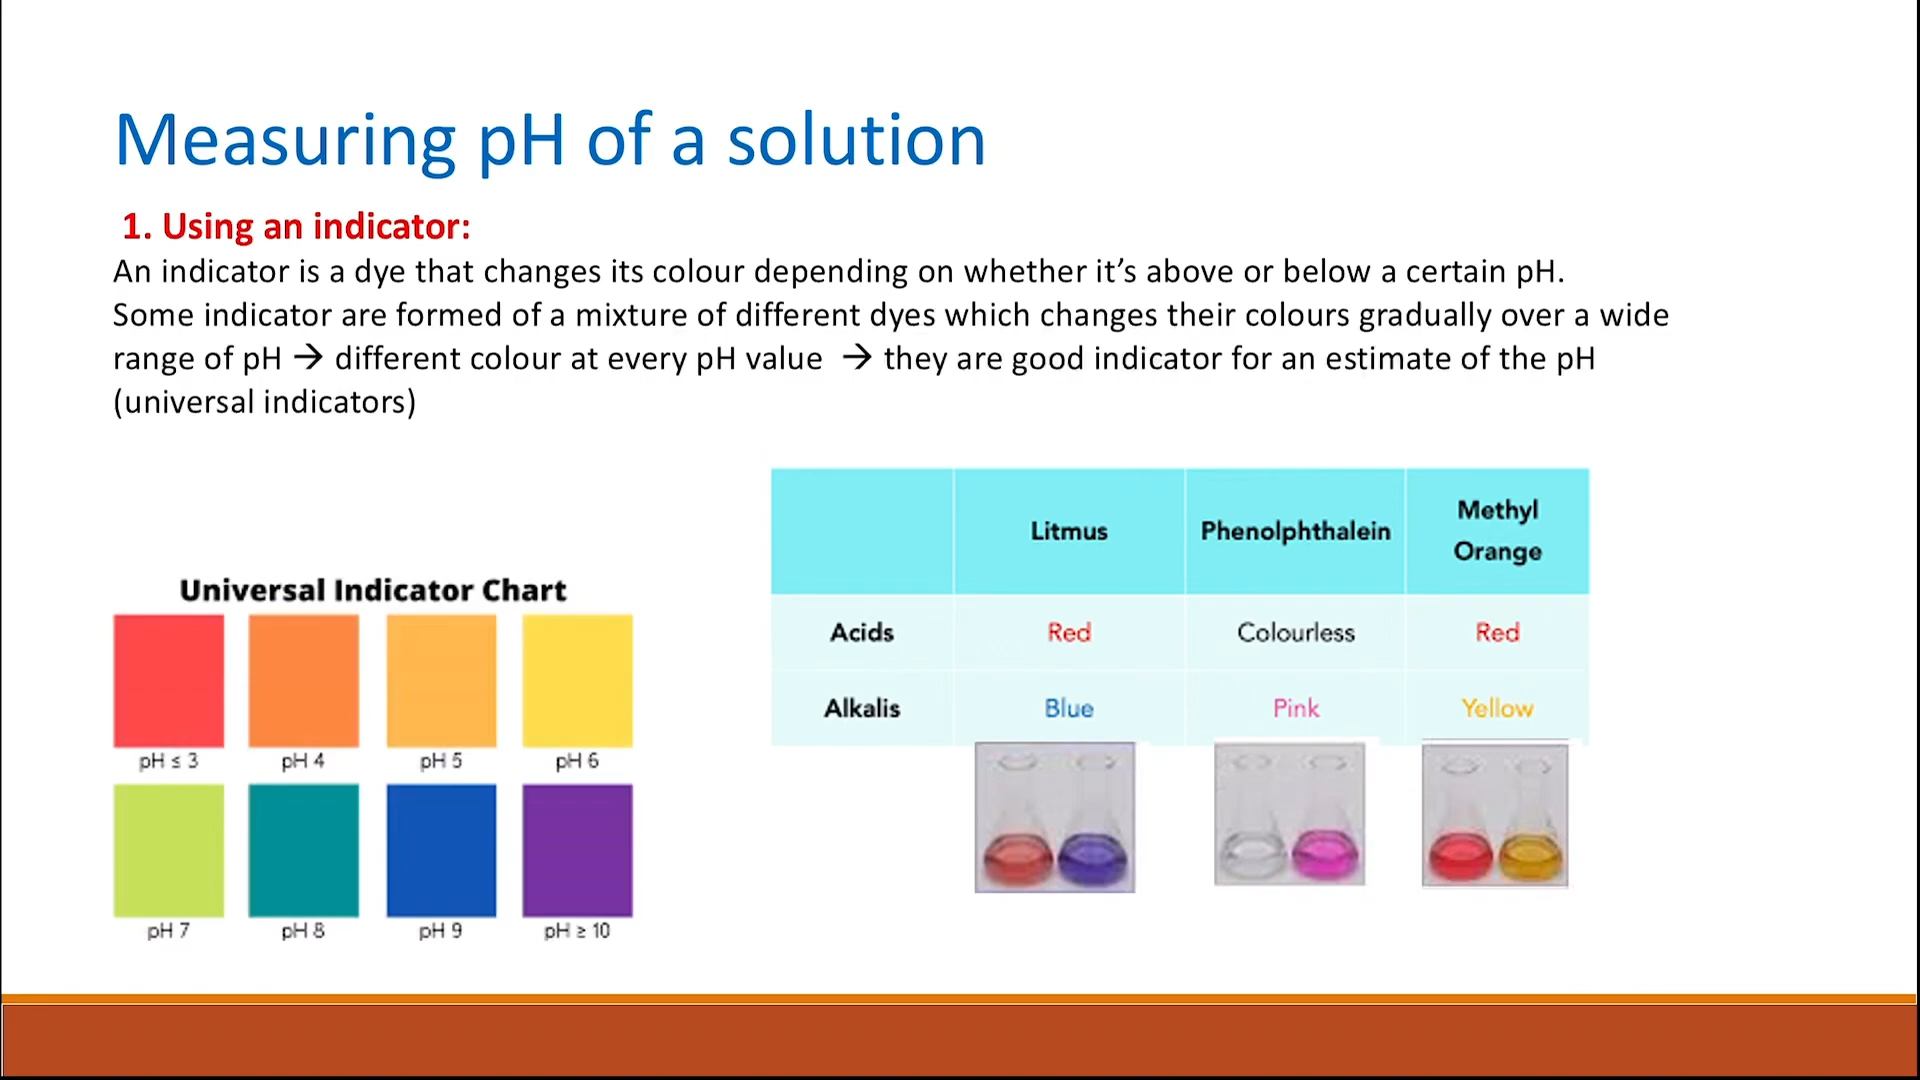 Measuring pH of a solution
1. Using an indicator:
An indicator is a dye that changes its colour depending on whether it’s above or below a certain pH.
Some indicator are formed of a mixture of different dyes which changes their colours gradually over a wide
range of pH → different colour at every pH value → they are good indicator for an estimate of the pH
(universal indicators)
Universal Indicator Chart
pH ≤ 3 pH 4 pH 5 pH 6
pH 7 pH 8 pH 9 pH ≥ 10
Litmus Phenolphthalein Methyl Orange
Acids Red Colourless Red
Alkalis Blue Pink Yellow